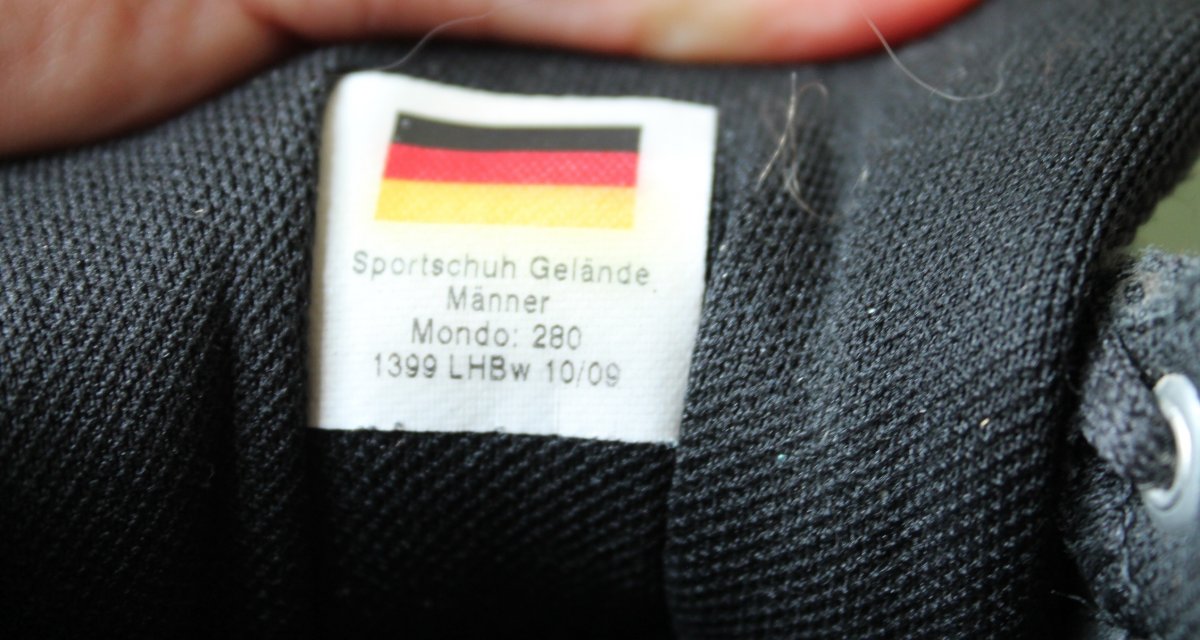 Sportschuh Gelände
Männer
Mondo: 280
1399 LHBw 10/09